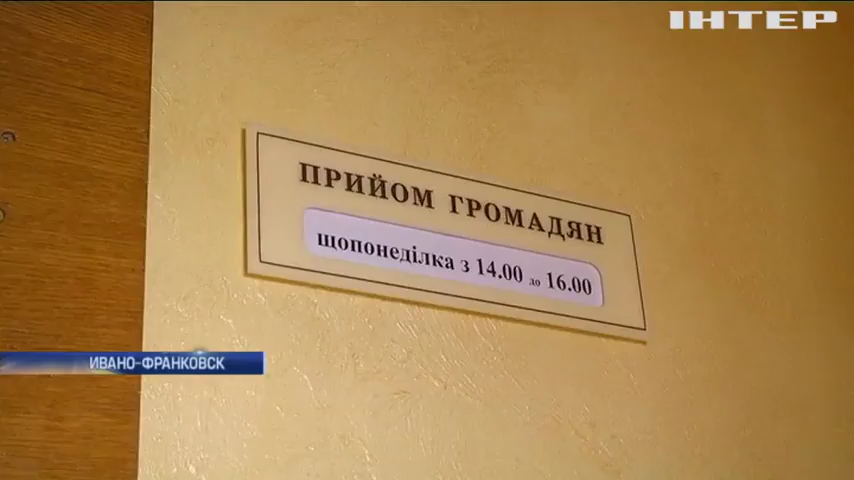 ІНТЕР
ПРИЙОМ ГРОМАДЯН
щопонеділка з 14.00 до 16.00
ИВАНО-ФРАНКОВСК